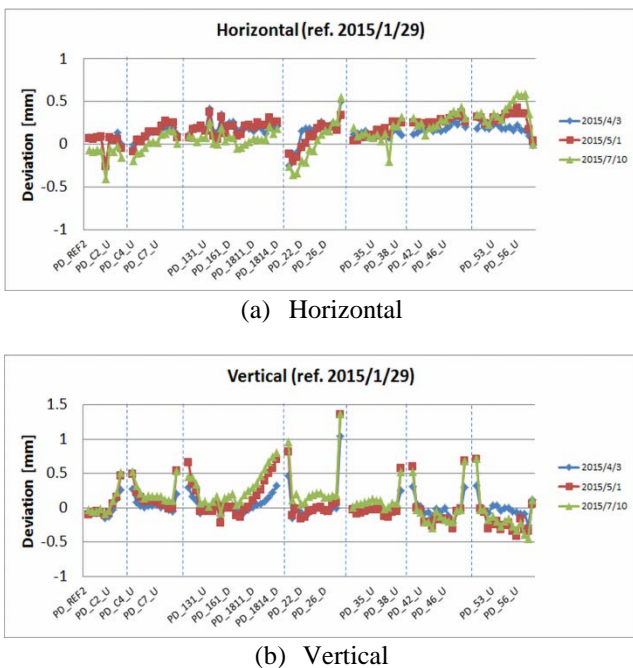 Horizontal (ref. 2015/1/29)
Deviation [mm]
1
0.5
0
-0.5
-1
PD_REF2
PD_C2_U
PD_C4_U
PD_C7_U
PD_131_U
PD_161_D
PD_1811_D
PD_1814_D
PD_22_D
PD_26_D
PD_35_U
PD_38_U
PD_42_U
PD_46_U
PD_53_U
PD_56_U
2015/4/3
2015/5/1
2015/7/10
(a) Horizontal
Vertical (ref. 2015/1/29)
Deviation [mm]
1.5
1
0.5
0
-0.5
-1
PD_REF2
PD_C2_U
PD_C4_U
PD_C7_U
PD_131_U
PD_161_D
PD_1811_D
PD_1814_D
PD_22_D
PD_26_D
PD_35_U
PD_38_U
PD_42_U
PD_46_U
PD_53_U
PD_56_U
2015/4/3
2015/5/1
2015/7/10
(b) Vertical